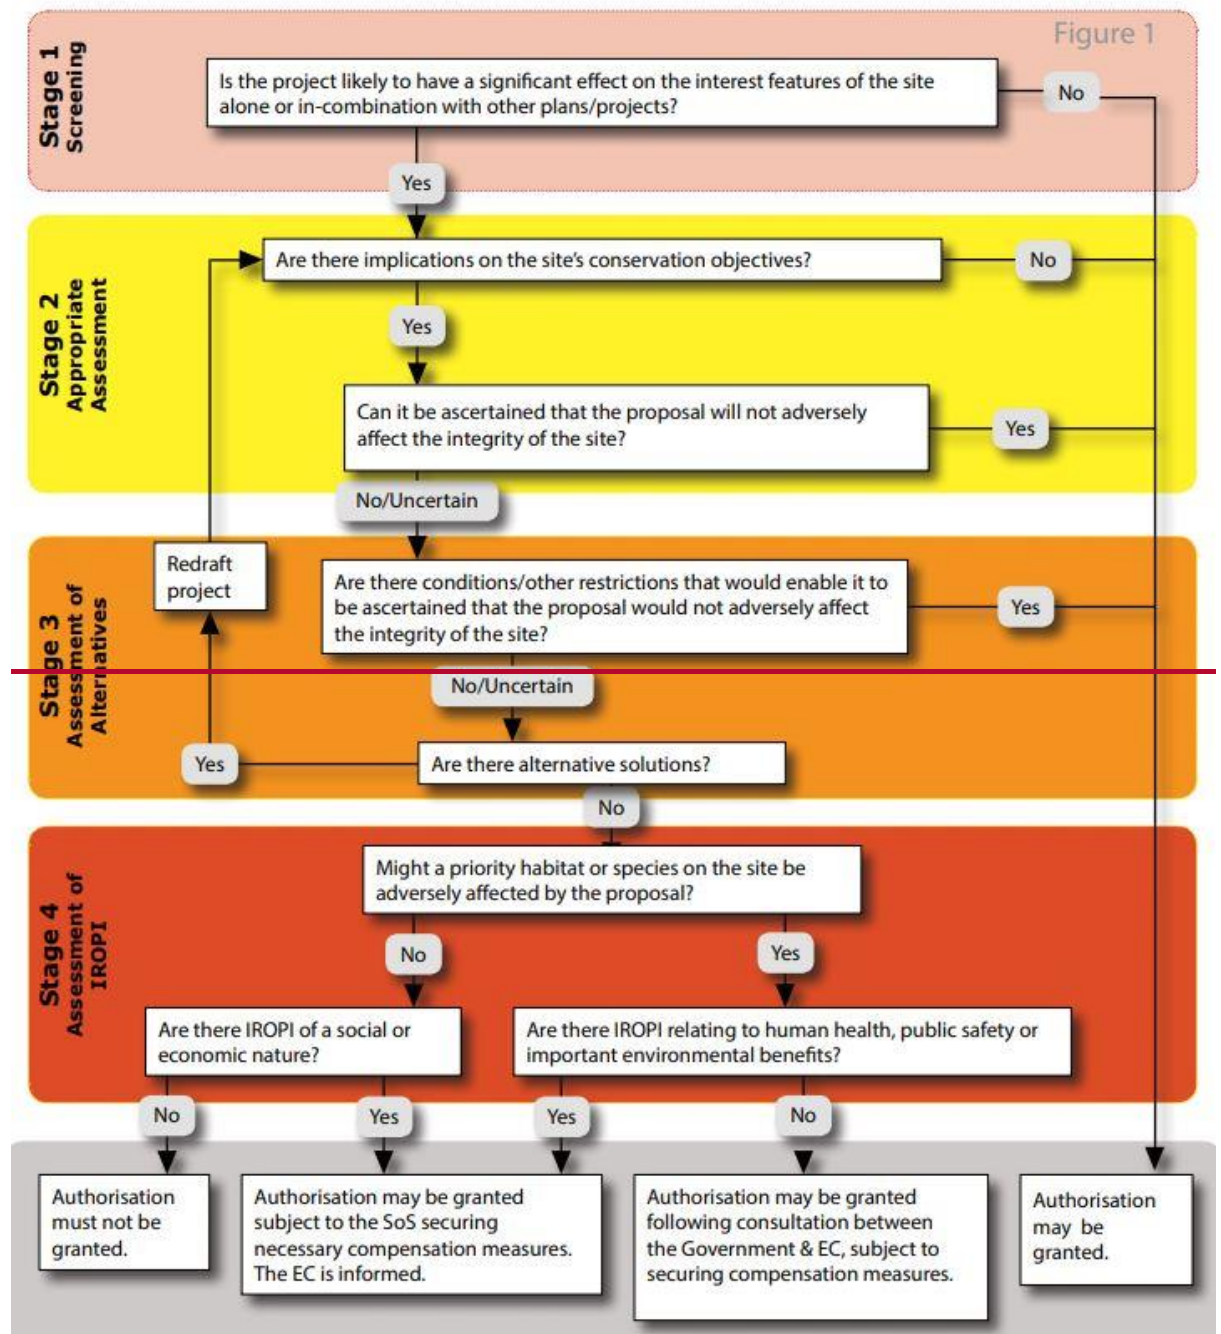 Figure 1
Stage 1
Screening
Is the project likely to have a significant effect on the interest features of the site
alone or in-combination with other plans/projects?
No
Yes
Stage 2
Appropriate
Assessment
Are there implications on the site's conservation objectives?
No
Yes
Can it be ascertained that the proposal will not adversely
affect the integrity of the site?
Yes
No/Uncertain
Stage 3
Assessment of
Alternatives
Redraft
project
Are there conditions/other restrictions that would enable it to
be ascertained that the proposal would not adversely affect
the integrity of the site?
Yes
No/Uncertain
Yes
Are there alternative solutions?
No
Stage 4
Assessment of
IROPI
Might a priority habitat or species on the site be
adversely affected by the proposal?
No
Yes
Are there IROPI of a social or
economic nature?
Are there IROPI relating to human health, public safety or
important environmental benefits?
No
Yes
Yes
No
Authorisation
must not be
granted.
Authorisation may be granted
subject to the SoS securing
necessary compensation measures.
The EC is informed.
Authorisation may be granted
following consultation between
the Government & EC, subject to
securing compensation measures.
Authorisation
may be
granted.